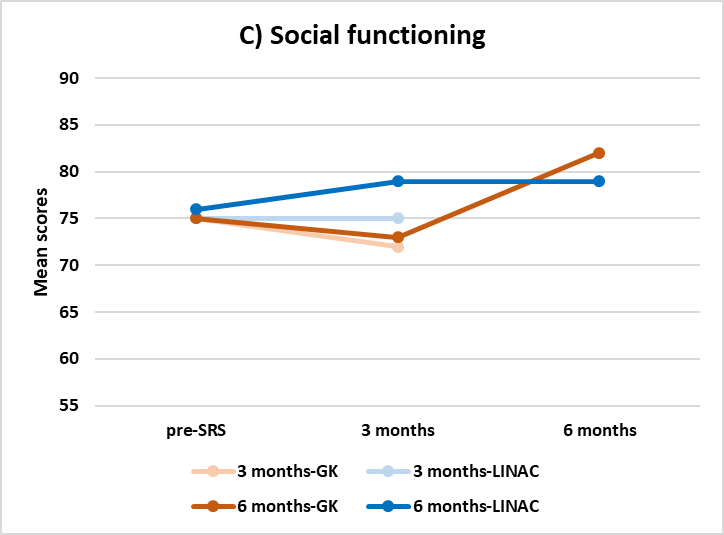 C) Social functioning
90
85
80
75
70
65
60
55
Mean scores
pre-SRS 3 months 6 months
3 months-GK 3 months-LINAC
6 months-GK 6 months-LINAC